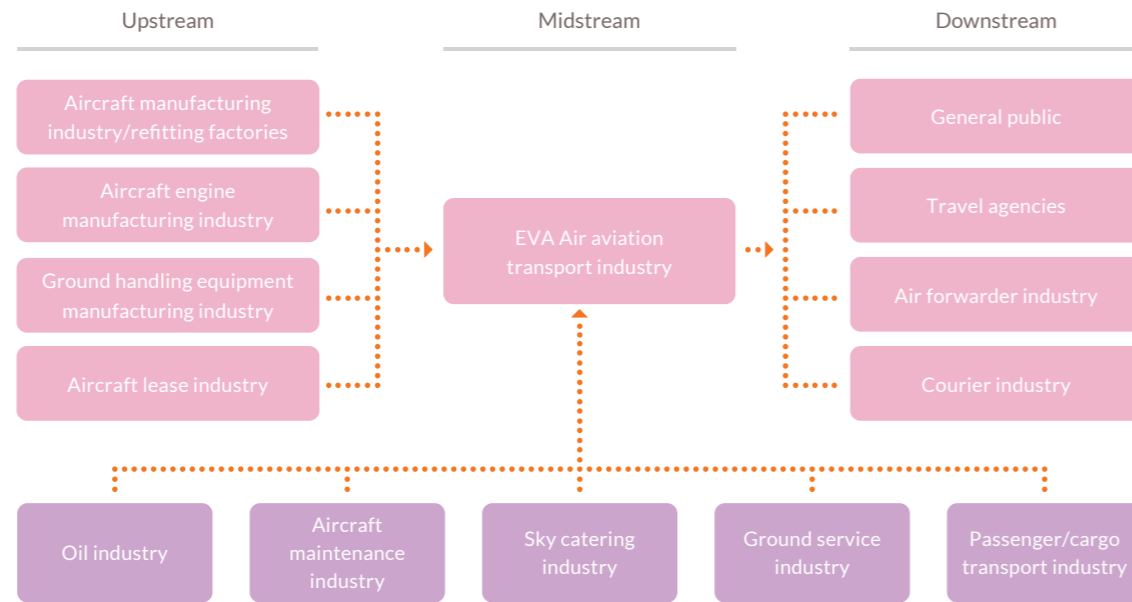 Upstream
Midstream
Downstream
Aircraft manufacturing
industry/refitting factories
Aircraft engine
manufacturing industry
Ground handling equipment
manufacturing industry
Aircraft lease industry
EVA Air aviation
transport industry
General public
Travel agencies
Air forwarder industry
Courier industry
Oil industry
Aircraft
maintenance
industry
Sky catering
industry
Ground service
industry
Passenger/cargo
transport industry